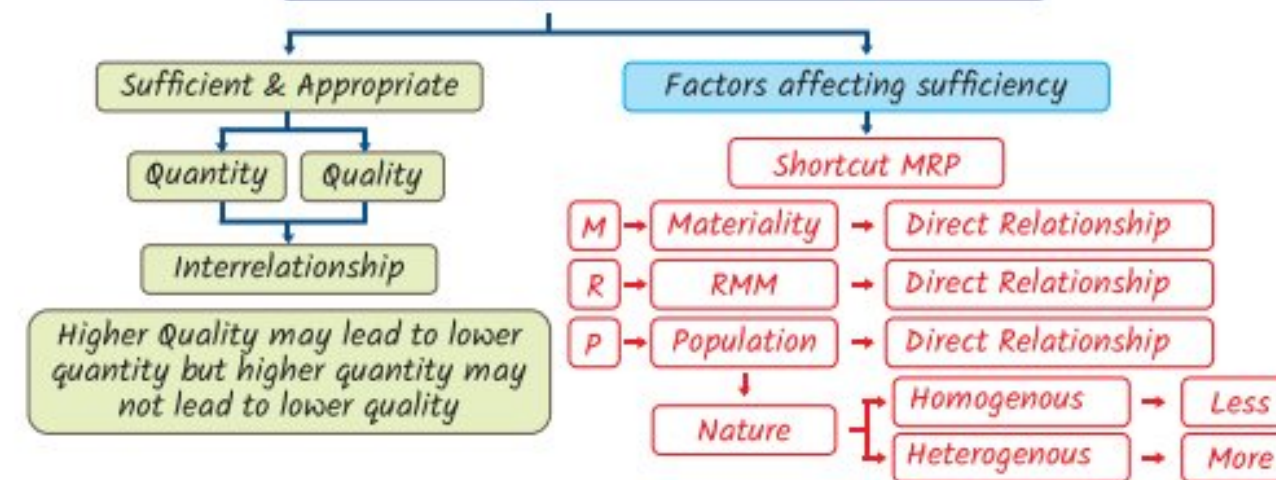 Sufficient & Appropriate
Quantity
Quality
Interrelationship
Higher Quality may lead to lower
quantity but higher quantity may
not lead to lower quality
Factors affecting sufficiency
Shortcut MRP
M
Materiality
Direct Relationship
R
RMM
Direct Relationship
P
Population
Direct Relationship
Nature
Homogenous
Less
Heterogenous
More